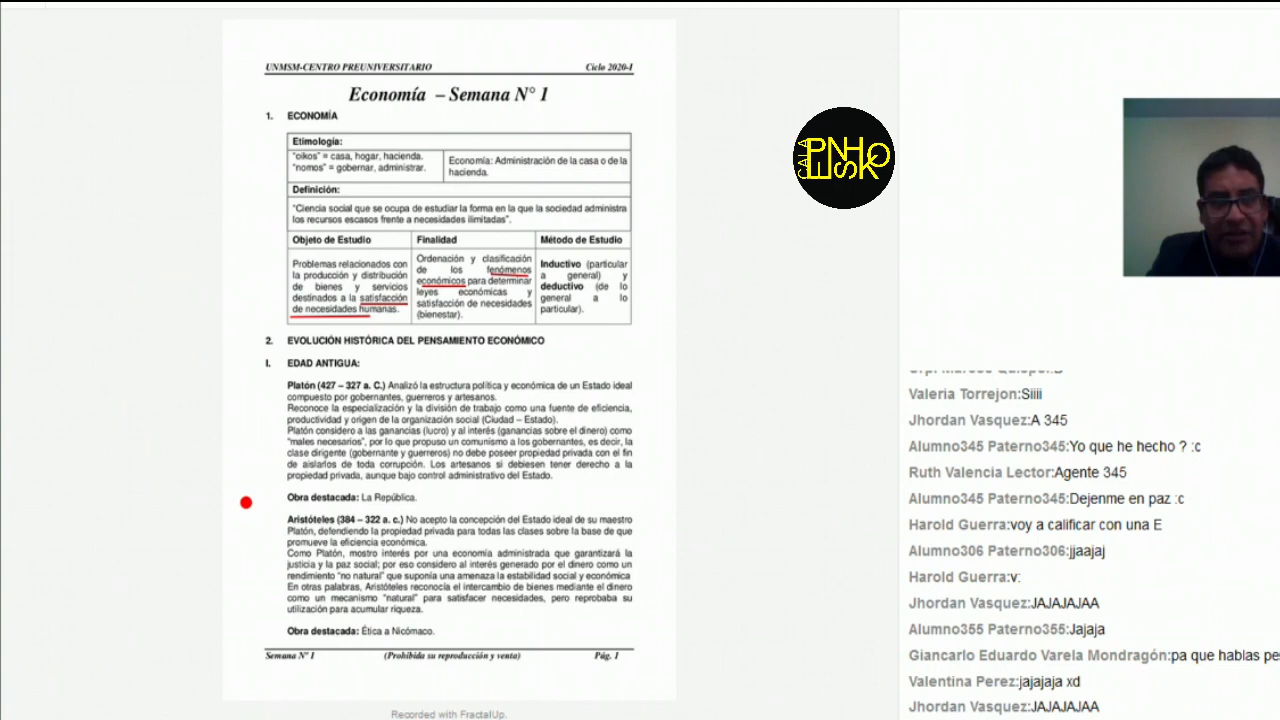 UNMSM-CENTRO PREUNIVERSITARIO Ciclo 2020-I
Economía – Semana N° 1
1. ECONOMÍA
Etimología:
"oikos" = casa, hogar, hacienda.
"nomos" = gobernar, administrar.
Economía: Administración de la casa o de la
hacienda.
Definición:
"Ciencia social que se ocupa de estudiar la forma en la que la sociedad administra
los recursos escasos frente a necesidades ilimitadas".
Objeto de Estudio
Problemas relacionados con
la producción y distribución
de bienes y servicios
destinados a la satisfacción
de necesidades humanas.
Finalidad
Ordenación y clasificación
de los fenómenos
económicos para determinar
leyes económicas y
satisfacción de necesidades
(bienestar).
Método de Estudio
Inductivo (particular
a general) y
deductivo (de lo
general a lo
particular).
2. EVOLUCIÓN HISTÓRICA DEL PENSAMIENTO ECONÓMICO
I. EDAD ANTIGUA:
Platón (427 – 327 a. C.) Analizó la estructura política y económica de un Estado ideal
compuesto por gobernantes, guerreros y artesanos.
Reconoce la especialización y la división de trabajo como una fuente de eficiencia,
productividad y origen de la organización social (Ciudad – Estado).
Platón considero a las ganancias (lucro) y al interés (ganancias sobre el dinero) como
"males necesarios", por lo que propuso un comunismo a los gobernantes, es decir, la
clase dirigente (gobernante y guerreros) no debe poseer propiedad privada con el fin
de aislarlos de toda corrupción. Los artesanos si debiesen tener derecho a la
propiedad privada, aunque bajo control administrativo del Estado.
Obra destacada: La República.
Aristóteles (384 – 322 a. c.) No acepto la concepción del Estado ideal de su maestro
Platón, defendiendo la propiedad privada para todas las clases sobre la base de que
promueve la eficiencia económica.
Como Platón, mostro interés por una economía administrada que garantizará la
justicia y la paz social; por eso considero al interés generado por el dinero como un
rendimiento "no natural" que suponía una amenaza la estabilidad social y económica
En otras palabras, Aristóteles reconocía el intercambio de bienes mediante el dinero
como un mecanismo "natural" para satisfacer necesidades, pero reprobaba su
utilización para acumular riqueza.
Obra destacada: Ética a Nicómaco.
Semana Nº 1 (Prohibida su reproducción y venta) Pág. 1
Recorded with FractalUp.
Valeria Torrejon:Siiii
Jhordan Vasquez:A 345
Alumno345 Paterno345:Yo que he hecho ? :c
Ruth Valencia Lector:Agente 345
Alumno345 Paterno345:Dejenme en paz :c
Harold Guerra:voy a calificar con una E
Alumno306 Paterno306:jjaajaj
Harold Guerra:v:
Jhordan Vasquez:JAJAJAJAA
Alumno355 Paterno355:Jajaja
Giancarlo Eduardo Varela Mondragón:pa que hablas pe
Valentina Perez:jajajaja xd
Jhordan Vasquez:JAJAJAJAA